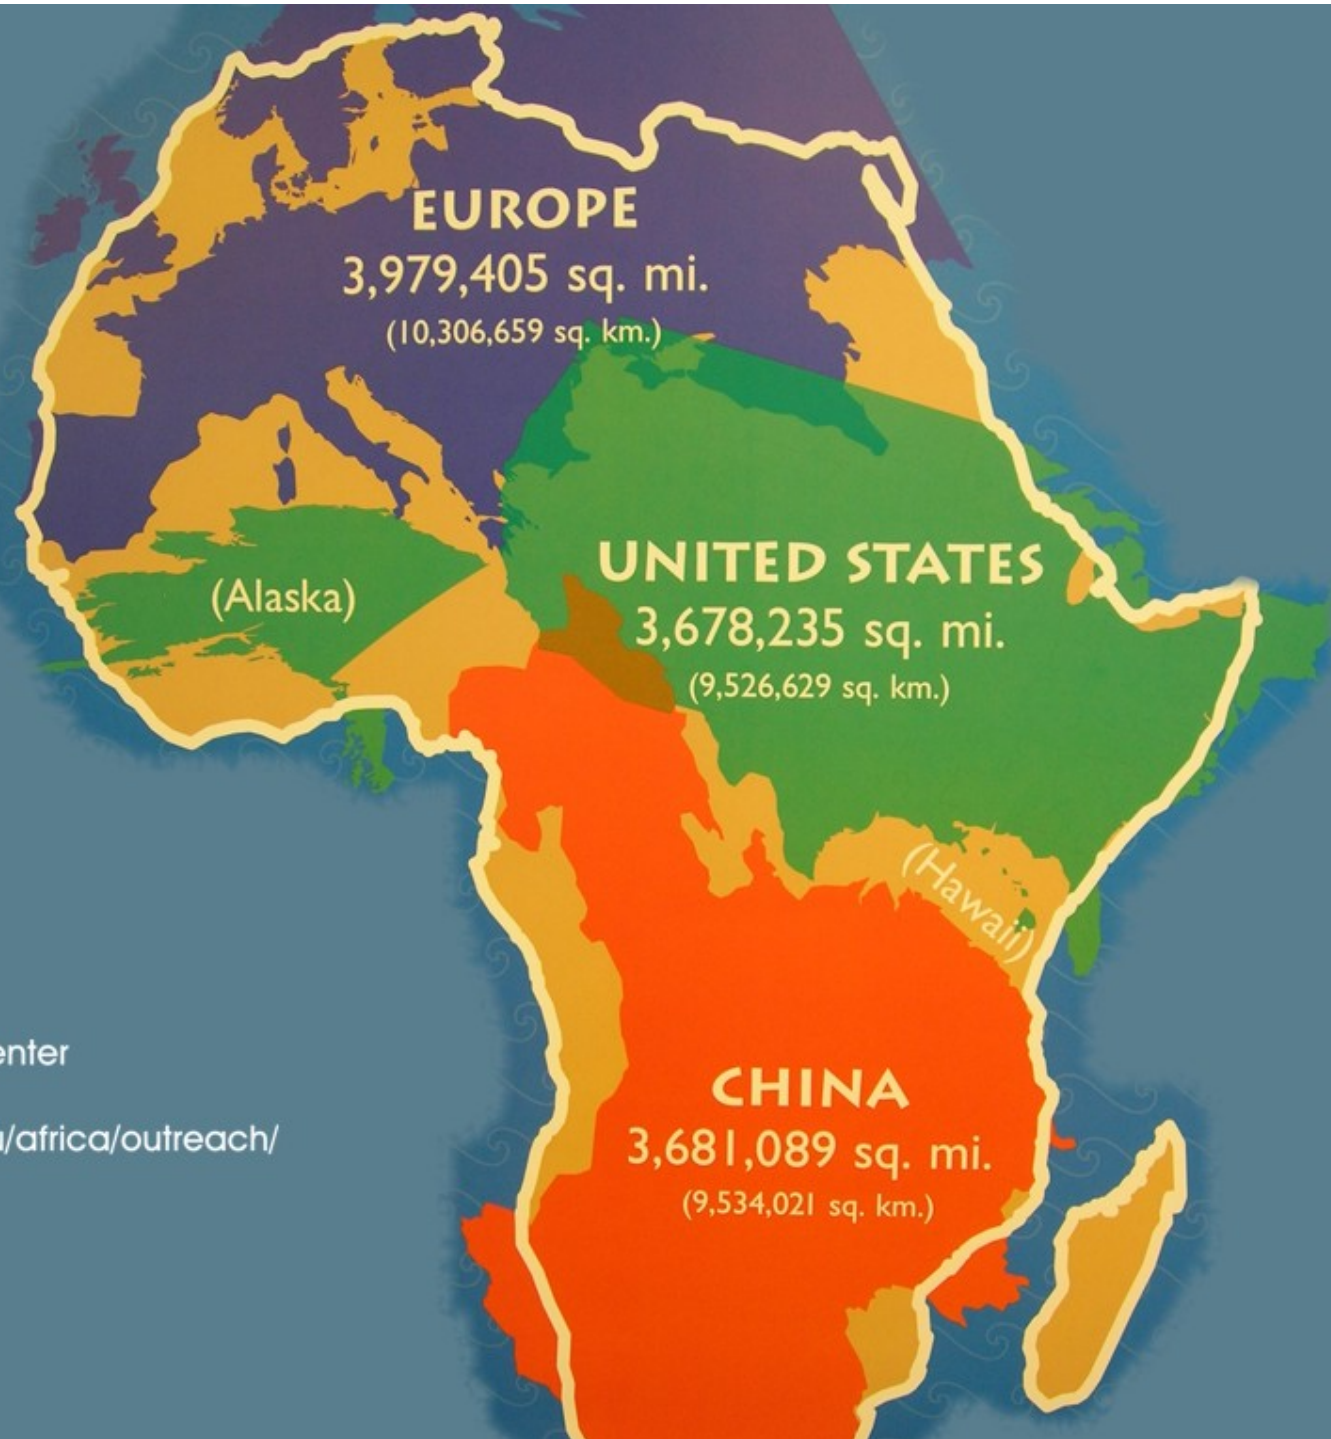 EUROPE
3,979,405 sq. mi.
(10,306,659 sq. km.)
(Alaska)
UNITED STATES
3,678,235 sq. mi.
(9,526,629 sq. km.)
(Hawaii)
enter
/africa/outreach/
CHINA
3,681,089 sq. mi.
(9,534,021 sq. km.)